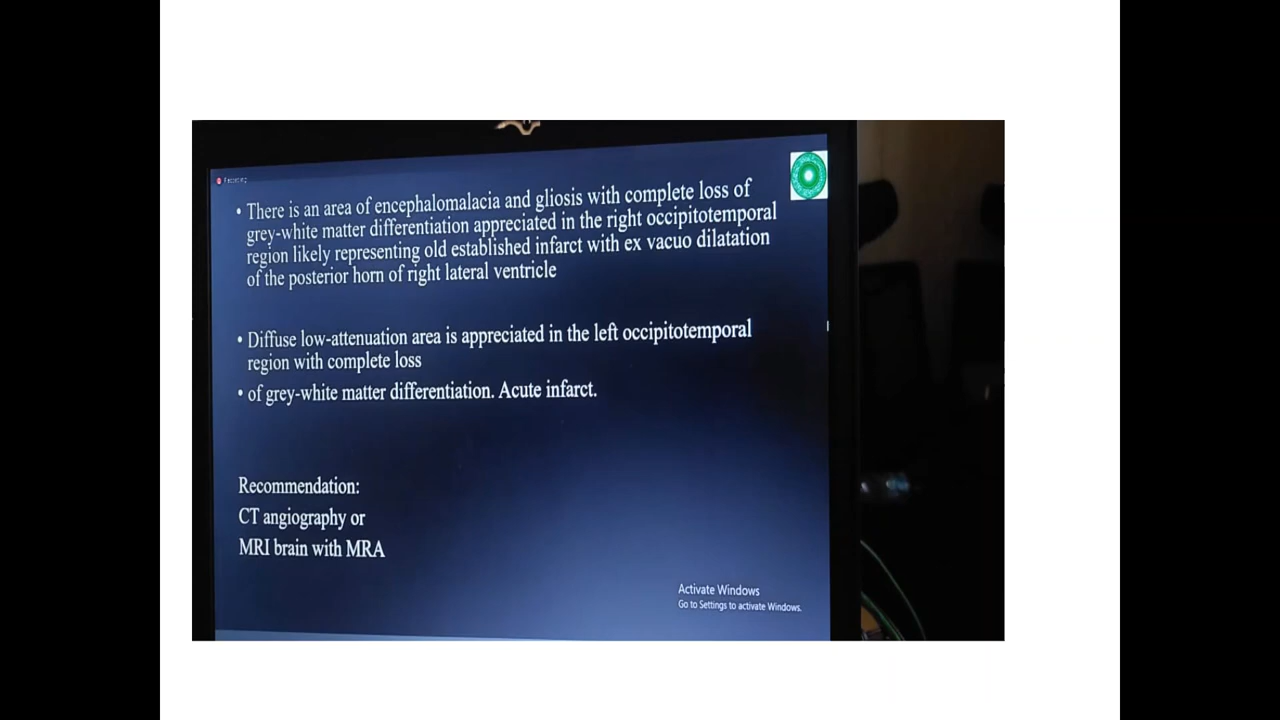 Recording
• There is an area of encephalomalacia and gliosis with complete loss of
grey-white matter differentiation appreciated in the right occipitotemporal
region likely representing old established infarct with ex vacuo dilatation
of the posterior horn of right lateral ventricle
• Diffuse low-attenuation area is appreciated in the left occipitotemporal
region with complete loss
• of grey-white matter differentiation. Acute infarct.
Recommendation:
CT angiography or
MRI brain with MRA
Activate Windows
Go to Settings to activate Windows.